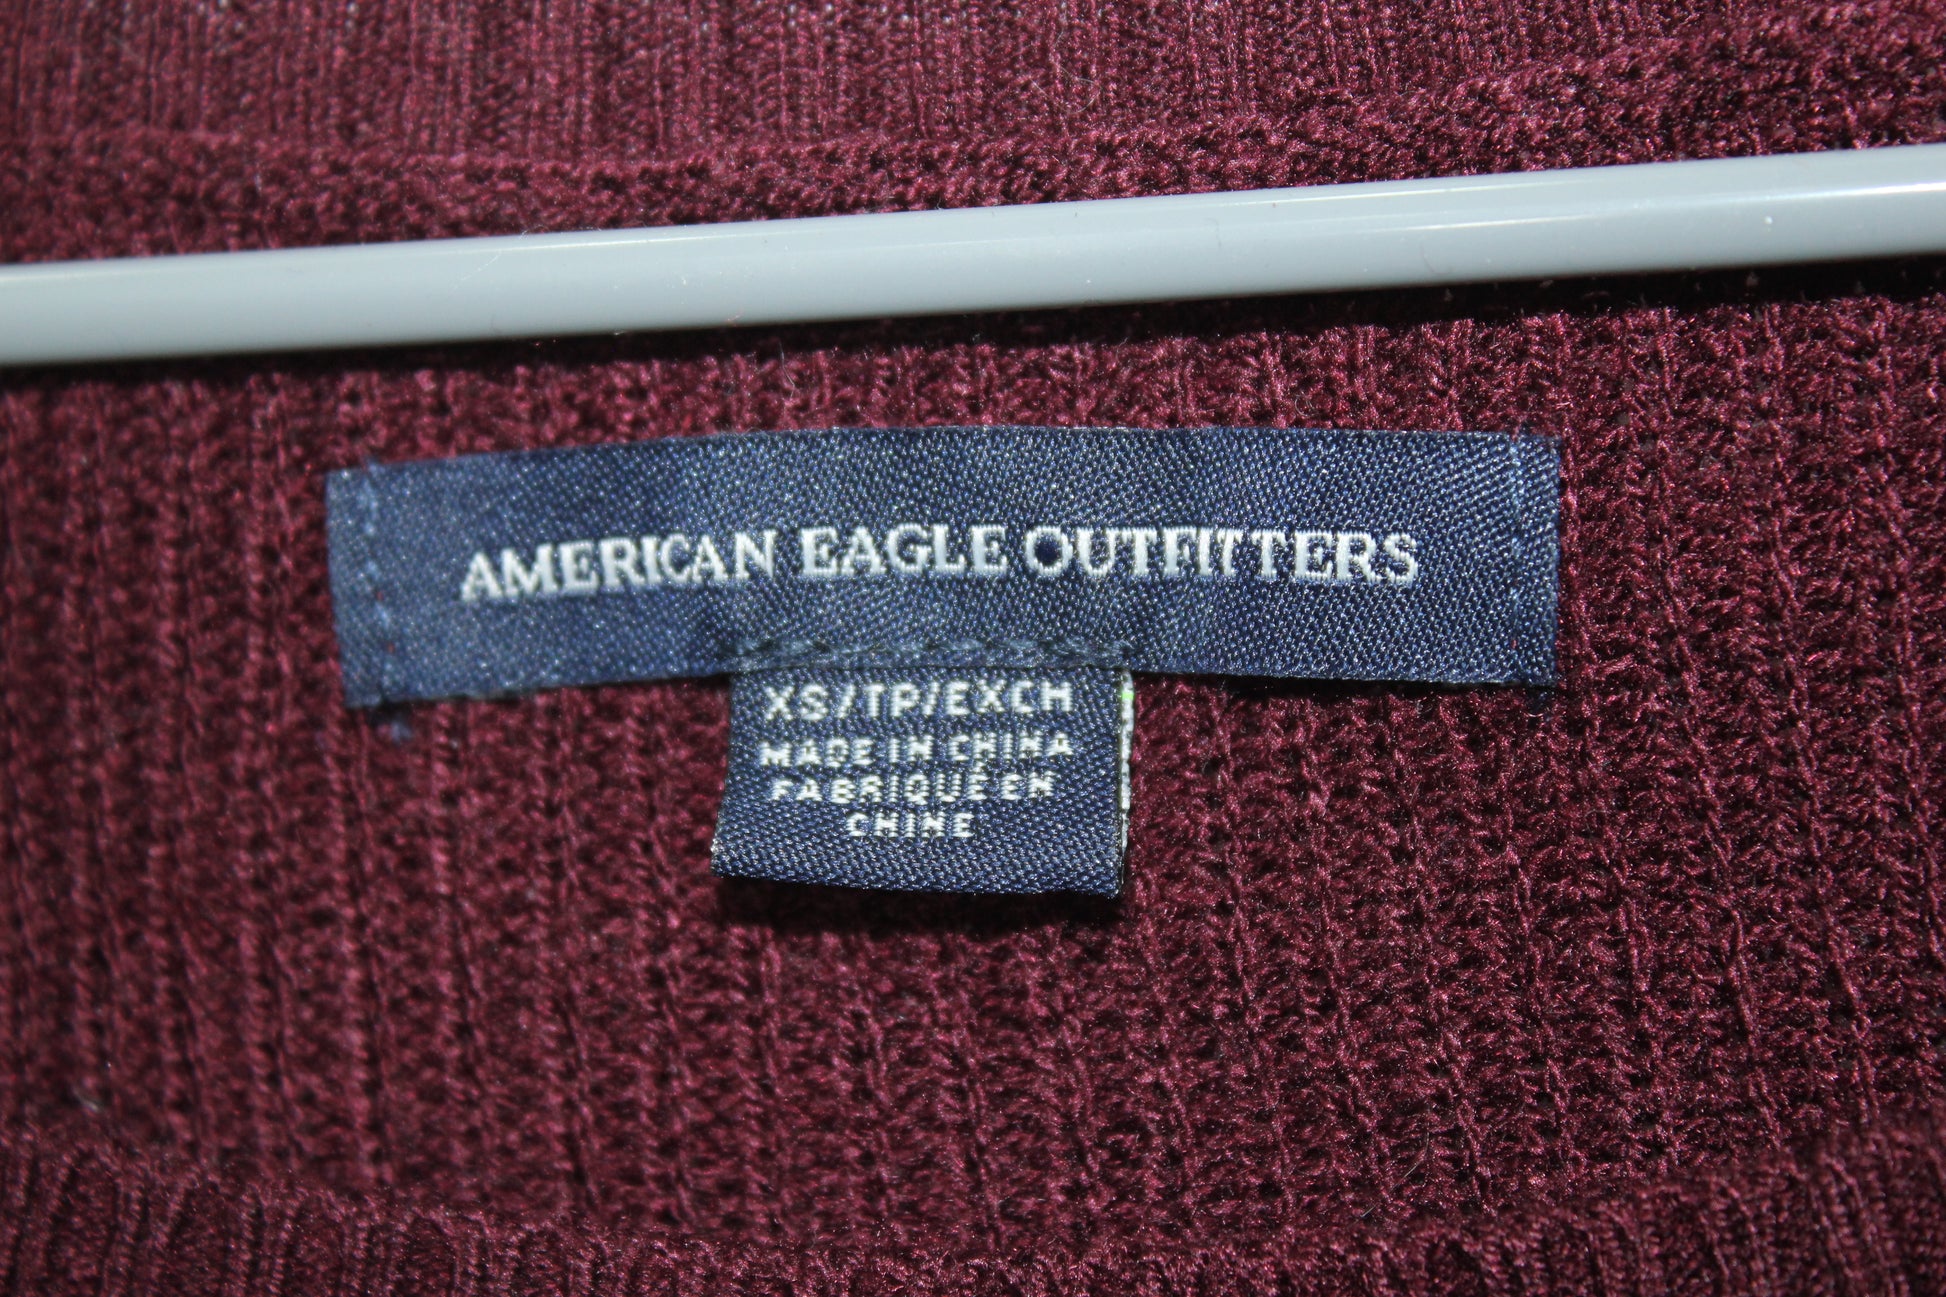 AMERICAN EAGLE OUTFITTERS
XS/TP/EXCH
MADE IN CHINA
FABRIQUÉ EN
CHINE